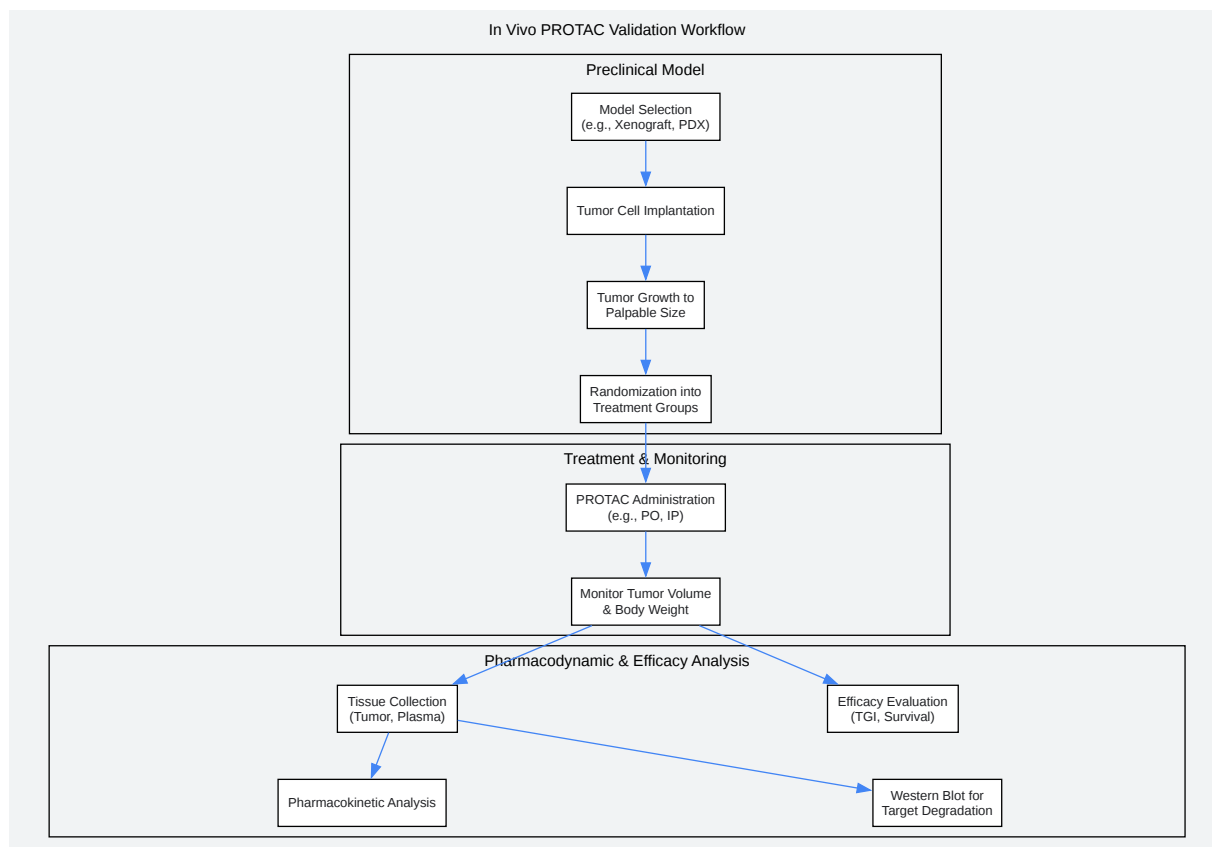 In Vivo PROTAC Validation Workflow
Preclinical Model
Model Selection
(e.g., Xenograft, PDX)
Tumor Cell Implantation
Tumor Growth to
Palpable Size
Randomization into
Treatment Groups
Treatment & Monitoring
PROTAC Administration
(e.g., PO, IP)
Monitor Tumor Volume
& Body Weight
Pharmacodynamic & Efficacy Analysis
Tissue Collection
(Tumor, Plasma)
Efficacy Evaluation
(TGI, Survival)
Pharmacokinetic Analysis
Western Blot for
Target Degradation